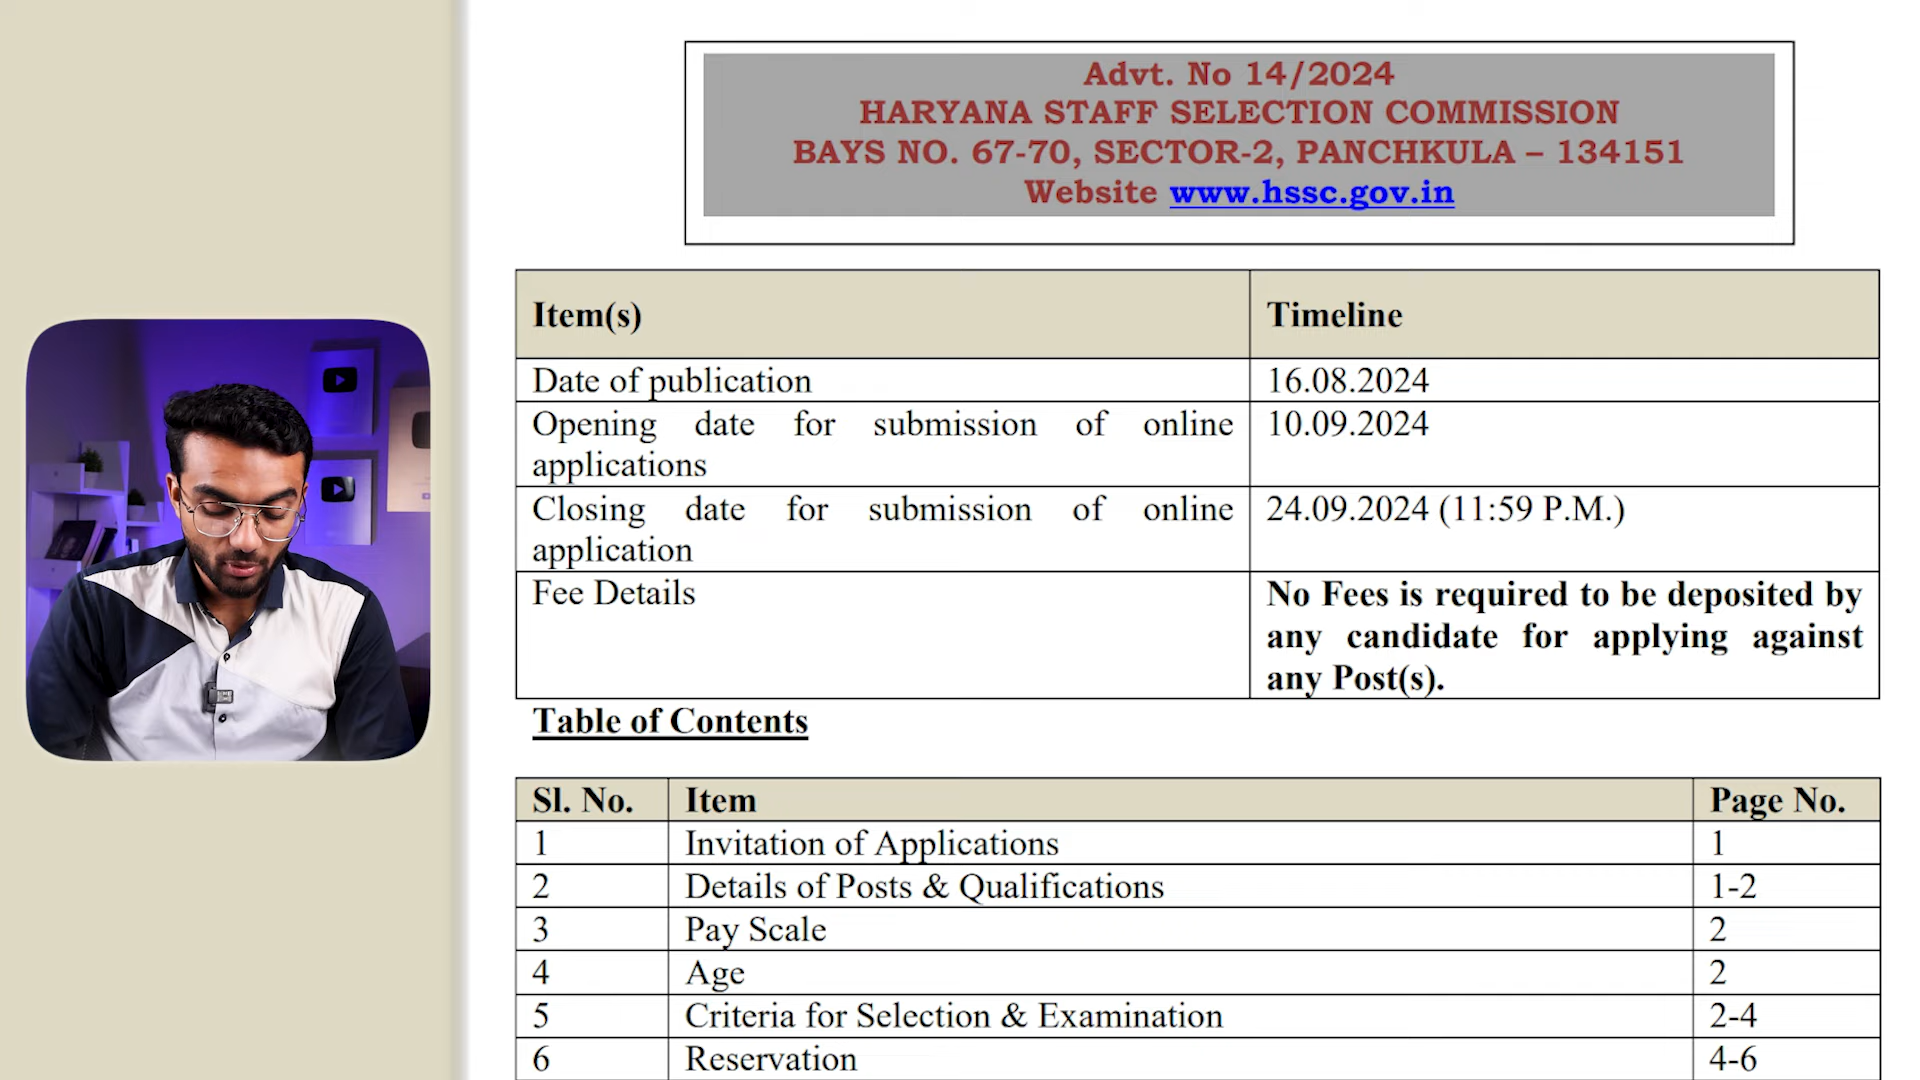 Advt. No 14/2024
HARYANA STAFF SELECTION COMMISSION
BAYS NO. 67-70, SECTOR-2, PANCHKULA – 134151
Website www.hssc.gov.in
Item(s) Timeline
Date of publication 16.08.2024
Opening date for submission of online 10.09.2024
applications
Closing date for submission of online 24.09.2024 (11:59 P.M.)
application
Fee Details No Fees is required to be deposited by
any candidate for applying against
any Post(s).
Table of Contents
Sl. No. Item Page No.
1 Invitation of Applications 1
2 Details of Posts & Qualifications 1-2
3 Pay Scale 2
4 Age 2
5 Criteria for Selection & Examination 2-4
6 Reservation 4-6